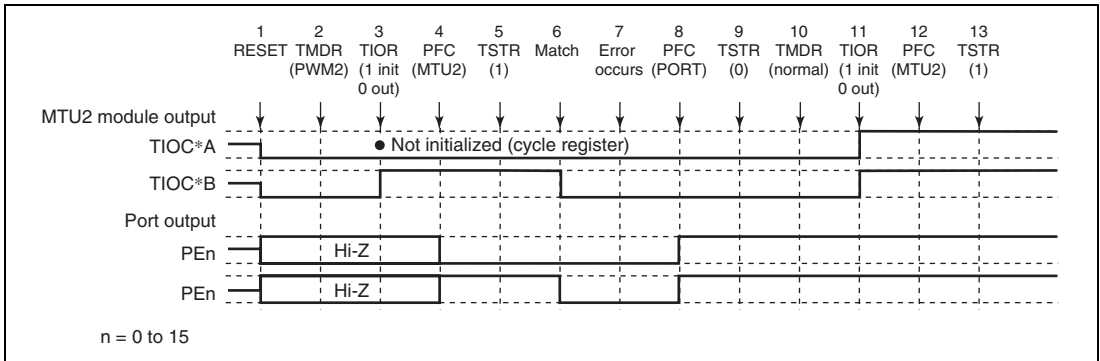 1 2 3 4 5 6 7 8 9 10 11 12 13
RESET TMDR TIOR PFC TSTR Match Error PFC TSTR TMDR TIOR PFC TSTR
(PWM2) (1 init (MTU2) (1) occurs (PORT) (0) (normal) (1 init (MTU2) (1)
0 out) 0 out)
MTU2 module output
TIOC*A ● Not initialized (cycle register)
TIOC*B
Port output
PEn Hi-Z
PEn Hi-Z
n = 0 to 15